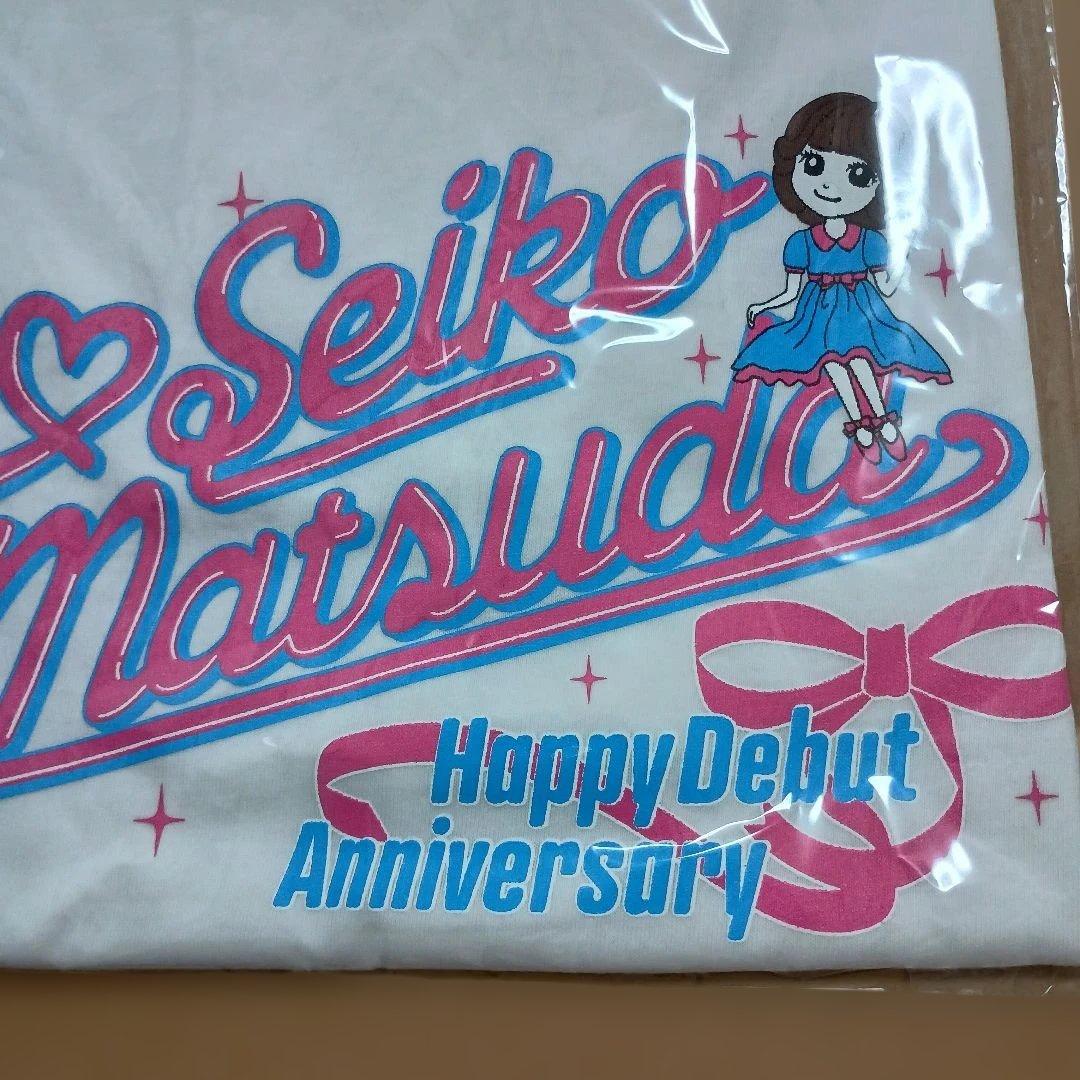 Seiko
Matsuda
Happy Debut
Anniversary